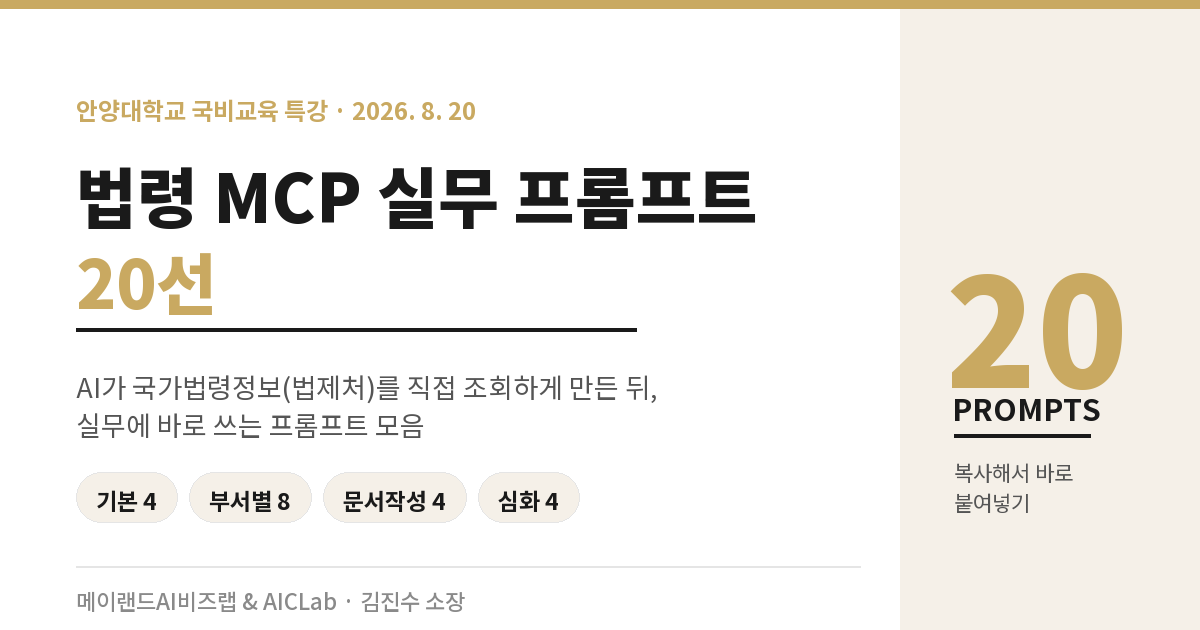 안양대학교 국비교육 특강 · 2026. 8. 20
법령 MCP 실무 프롬프트
20선
AI가 국가법령정보(법제처)를 직접 조회하게 만든 뒤,
실무에 바로 쓰는 프롬프트 모음
기본 4
부서별 8
문서작성 4
심화 4
메이랜드AI비즈랩 & AICLab · 김진수 소장
20
PROMPTS
복사해서 바로
붙여넣기